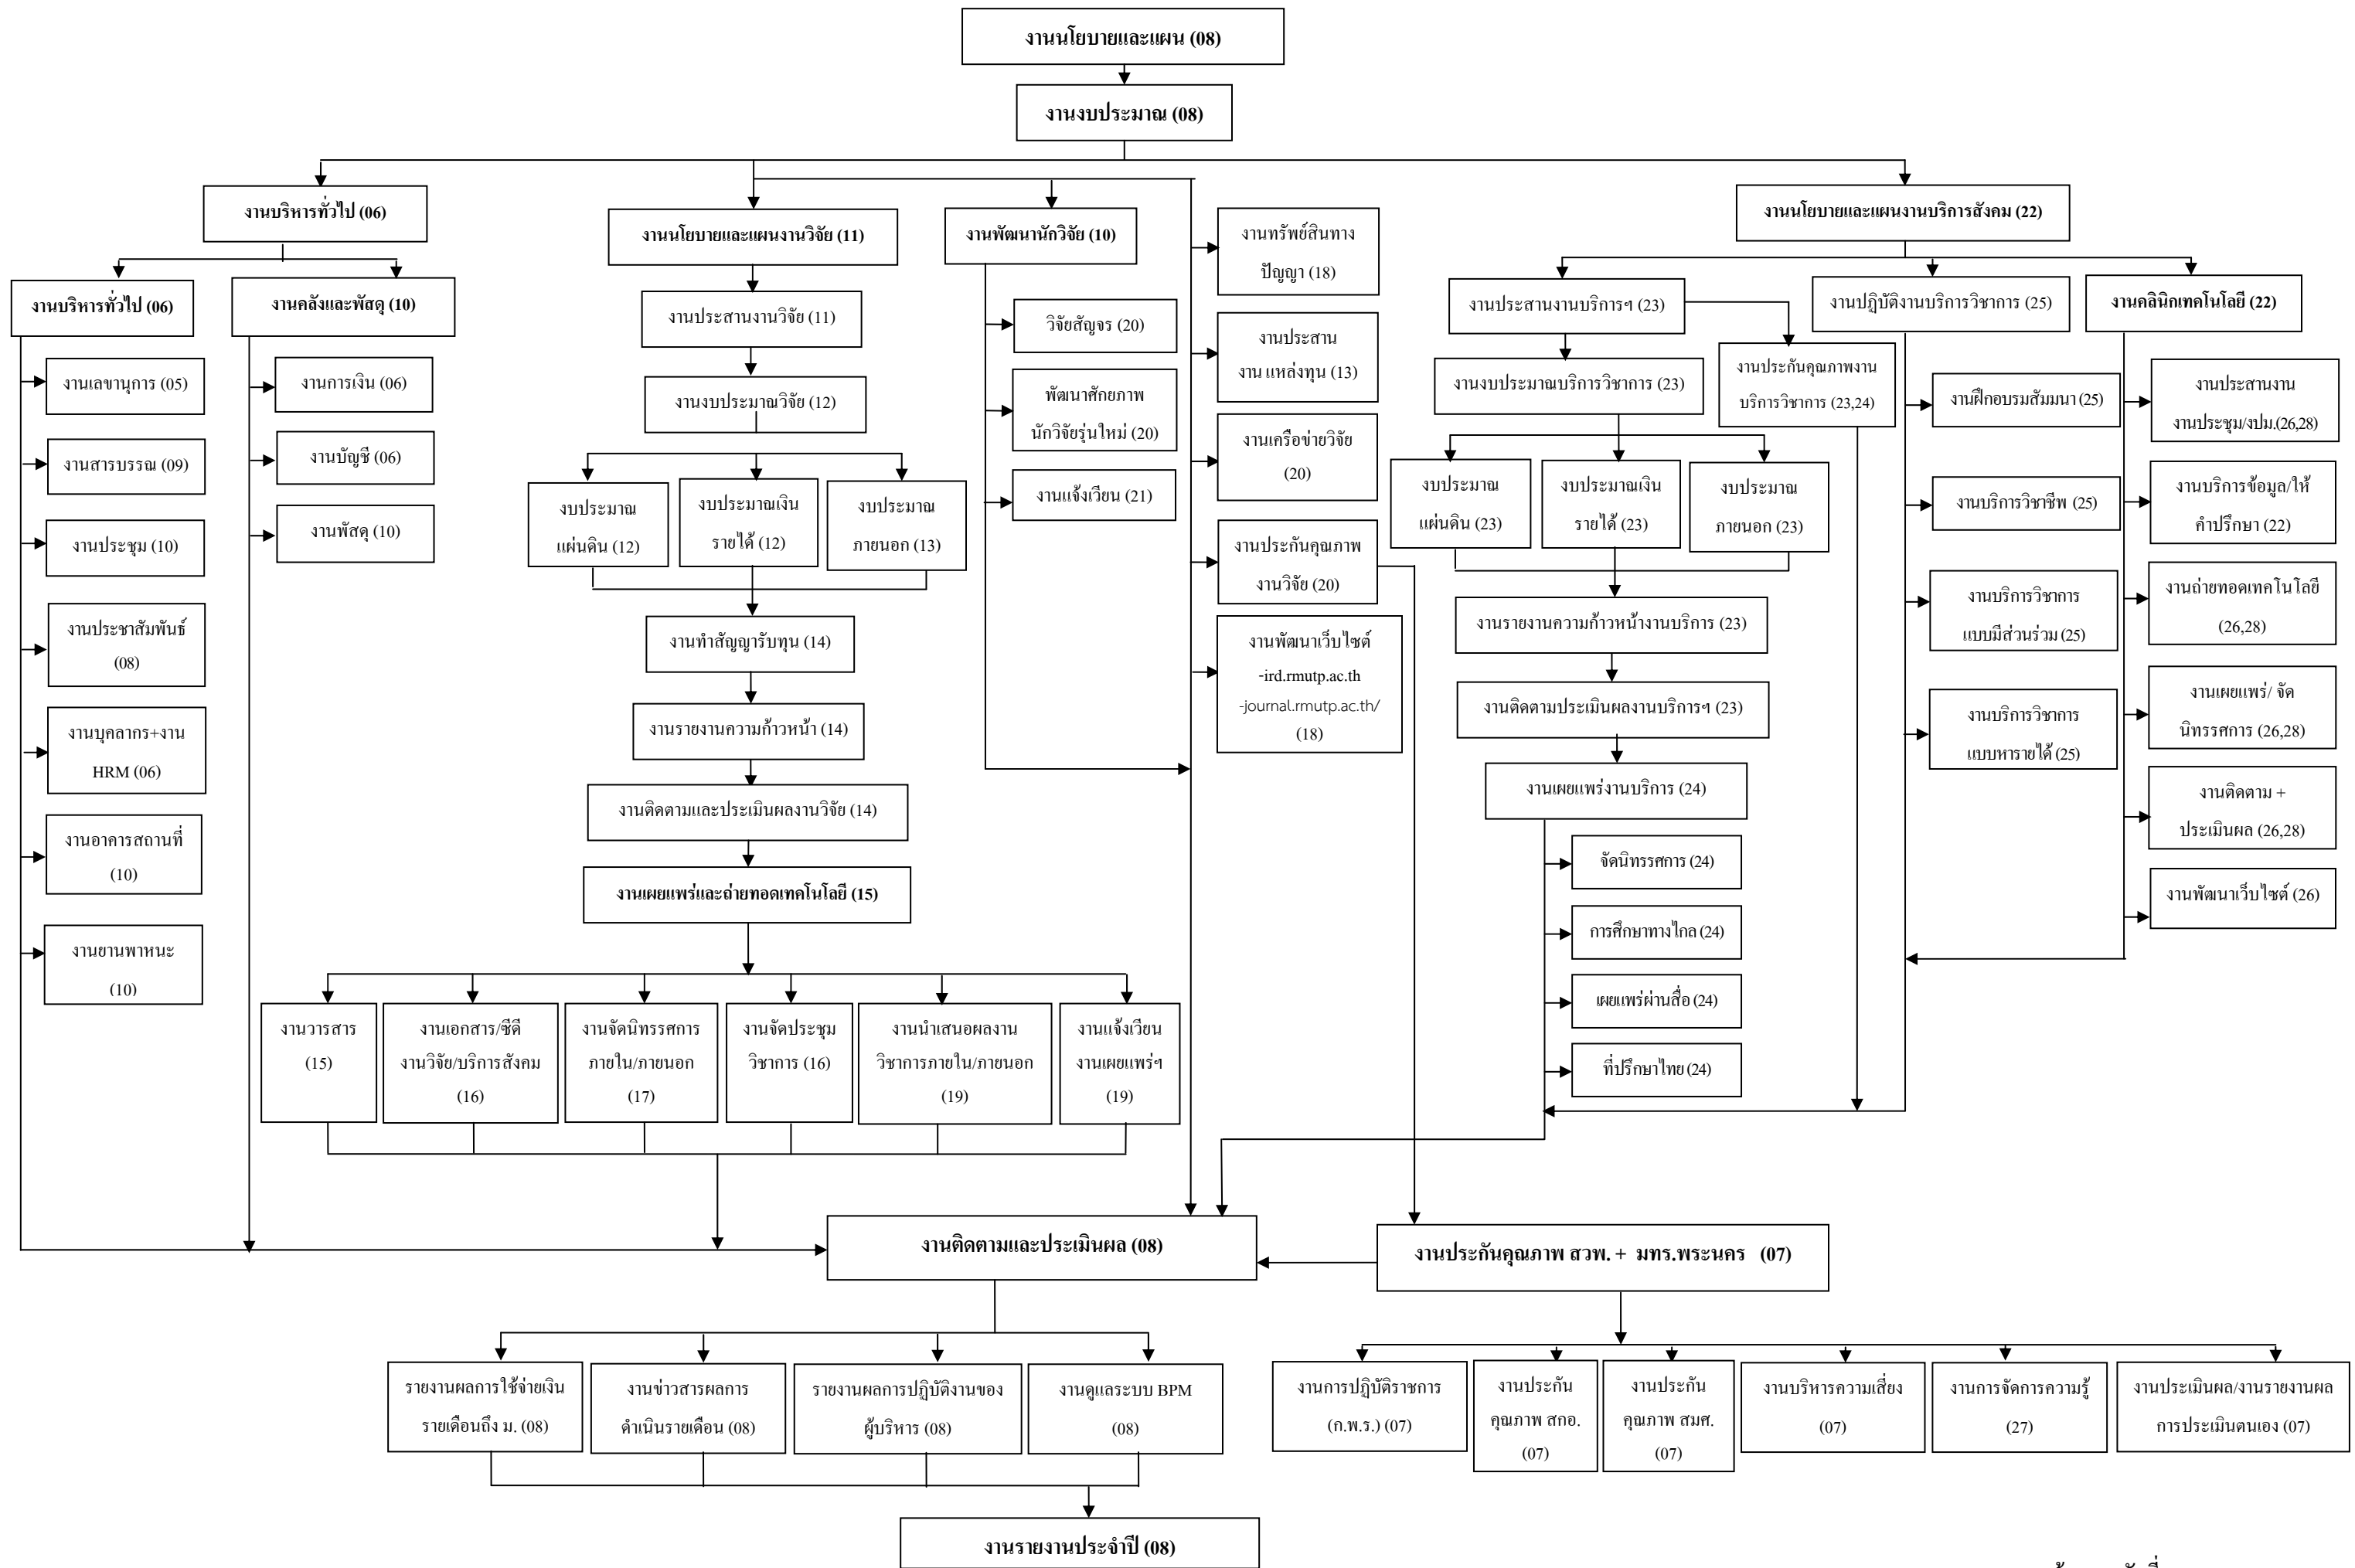 งานนโยบายและแผน (08)
งานงบประมาณ (08)
งานบริหารทั่วไป (06)
งานบริหารทั่วไป (06)
งานเลขานุการ (05)
งานสารบรรณ (09)
งานประชุม (10)
งานประชาสัมพันธ์
(08)
งานบุคลากร+งาน
HRM (06)
งานอาคารสถานที่
(10)
งานยานพาหนะ
(10)
งานคลังและพัสดุ (10)
งานการเงิน (06)
งานบัญชี (06)
งานพัสดุ (10)
งานนโยบายและแผนงานวิจัย (11)
งานประสานงานวิจัย (11)
งานงบประมาณวิจัย (12)
งบประมาณ
แผ่นดิน (12)
งบประมาณเงิน
รายได้ (12)
งบประมาณ
ภายนอก (13)
งานทำสัญญารับทุน (14)
งานรายงานความก้าวหน้า (14)
งานติดตามและประเมินผลงานวิจัย (14)
งานเผยแพร่และถ่ายทอดเทคโนโลยี (15)
งานวารสาร
(15)
งานเอกสาร/ซีดี
งานวิจัย/บริการสังคม
(16)
งานจัดนิทรรศการ
ภายใน/ภายนอก
(17)
งานจัดประชุม
วิชาการ (16)
งานนำเสนอผลงาน
วิชาการภายใน/ภายนอก
(19)
งานแจ้งเวียน
งานเผยแพร่ฯ
(19)
งานพัฒนานักวิจัย (10)
วิจัยสัญจร (20)
พัฒนาศักยภาพ
นักวิจัยรุ่นใหม่ (20)
งานแจ้งเวียน (21)
งานทรัพย์สินทาง
ปัญญา (18)
งานประสาน
งาน แหล่งทุน (13)
งานเครือข่ายวิจัย
(20)
งานประกันคุณภาพ
งานวิจัย (20)
งานพัฒนาเว็บไซต์
-ird.rmutp.ac.th
-journal.rmutp.ac.th/
(18)
งานนโยบายและแผนงานบริการสังคม (22)
งานประสานงานบริการฯ (23)
งานงบประมาณบริการวิชาการ (23)
งานประกันคุณภาพงาน
บริการวิชาการ (23,24)
งบประมาณ
แผ่นดิน (23)
งบประมาณเงิน
รายได้ (23)
งบประมาณ
ภายนอก (23)
งานรายงานความก้าวหน้างานบริการ (23)
งานติดตามประเมินผลงานบริการฯ (23)
งานเผยแพร่งานบริการ (24)
จัดนิทรรศการ (24)
การศึกษาทางไกล (24)
เผยแพร่ผ่านสื่อ (24)
ที่ปรึกษาไทย (24)
งานปฏิบัติงานบริการวิชาการ (25)
งานฝึกอบรมสัมมนา (25)
งานบริการวิชาชีพ (25)
งานบริการวิชาการ
แบบมีส่วนร่วม (25)
งานบริการวิชาการ
แบบหารายได้ (25)
งานคลินิกเทคโนโลยี (22)
งานประสานงาน
งานประชุม/งปม.(26,28)
งานบริการข้อมูล/ให้
คำปรึกษา (22)
งานถ่ายทอดเทคโนโลยี
(26,28)
งานเผยแพร่/ จัด
นิทรรศการ (26,28)
งานติดตาม +
ประเมินผล (26,28)
งานพัฒนาเว็บไซต์ (26)
งานติดตามและประเมินผล (08)
งานประกันคุณภาพ สวพ. + มทร.พระนคร (07)
รายงานผลการใช้จ่ายเงิน
รายเดือนถึง ม. (08)
งานข่าวสารผลการ
ดำเนินรายเดือน (08)
รายงานผลการปฏิบัติงานของ
ผู้บริหาร (08)
งานดูแลระบบ BPM
(08)
งานการปฏิบัติราชการ
(ก.พ.ร.) (07)
งานประกัน
คุณภาพ สกอ.
(07)
งานประกัน
คุณภาพ สมศ.
(07)
งานบริหารความเสี่ยง
(07)
งานการจัดการความรู้
(27)
งานประเมินผล/งานรายงานผล
การประเมินตนเอง (07)
งานรายงานประจำปี (08)